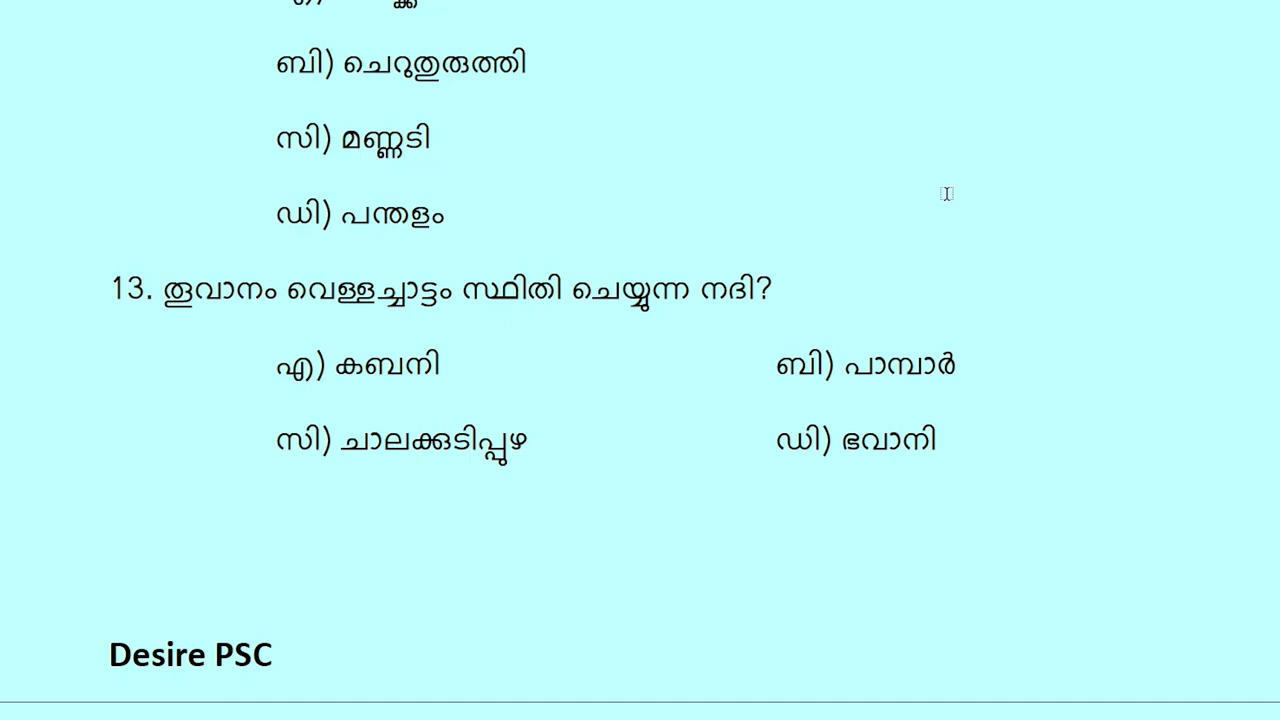 ബി) ചെറുതുരുത്തി
സി) മണ്ണടി
ഡി) പന്തളം
13. തൂവാനം വെള്ളച്ചാട്ടം സ്ഥിതി ചെയ്യുന്ന നദി?
എ) കബനി ബി) പാമ്പാർ
സി) ചാലക്കുടിപ്പുഴ ഡി) ഭവാനി
Desire PSC